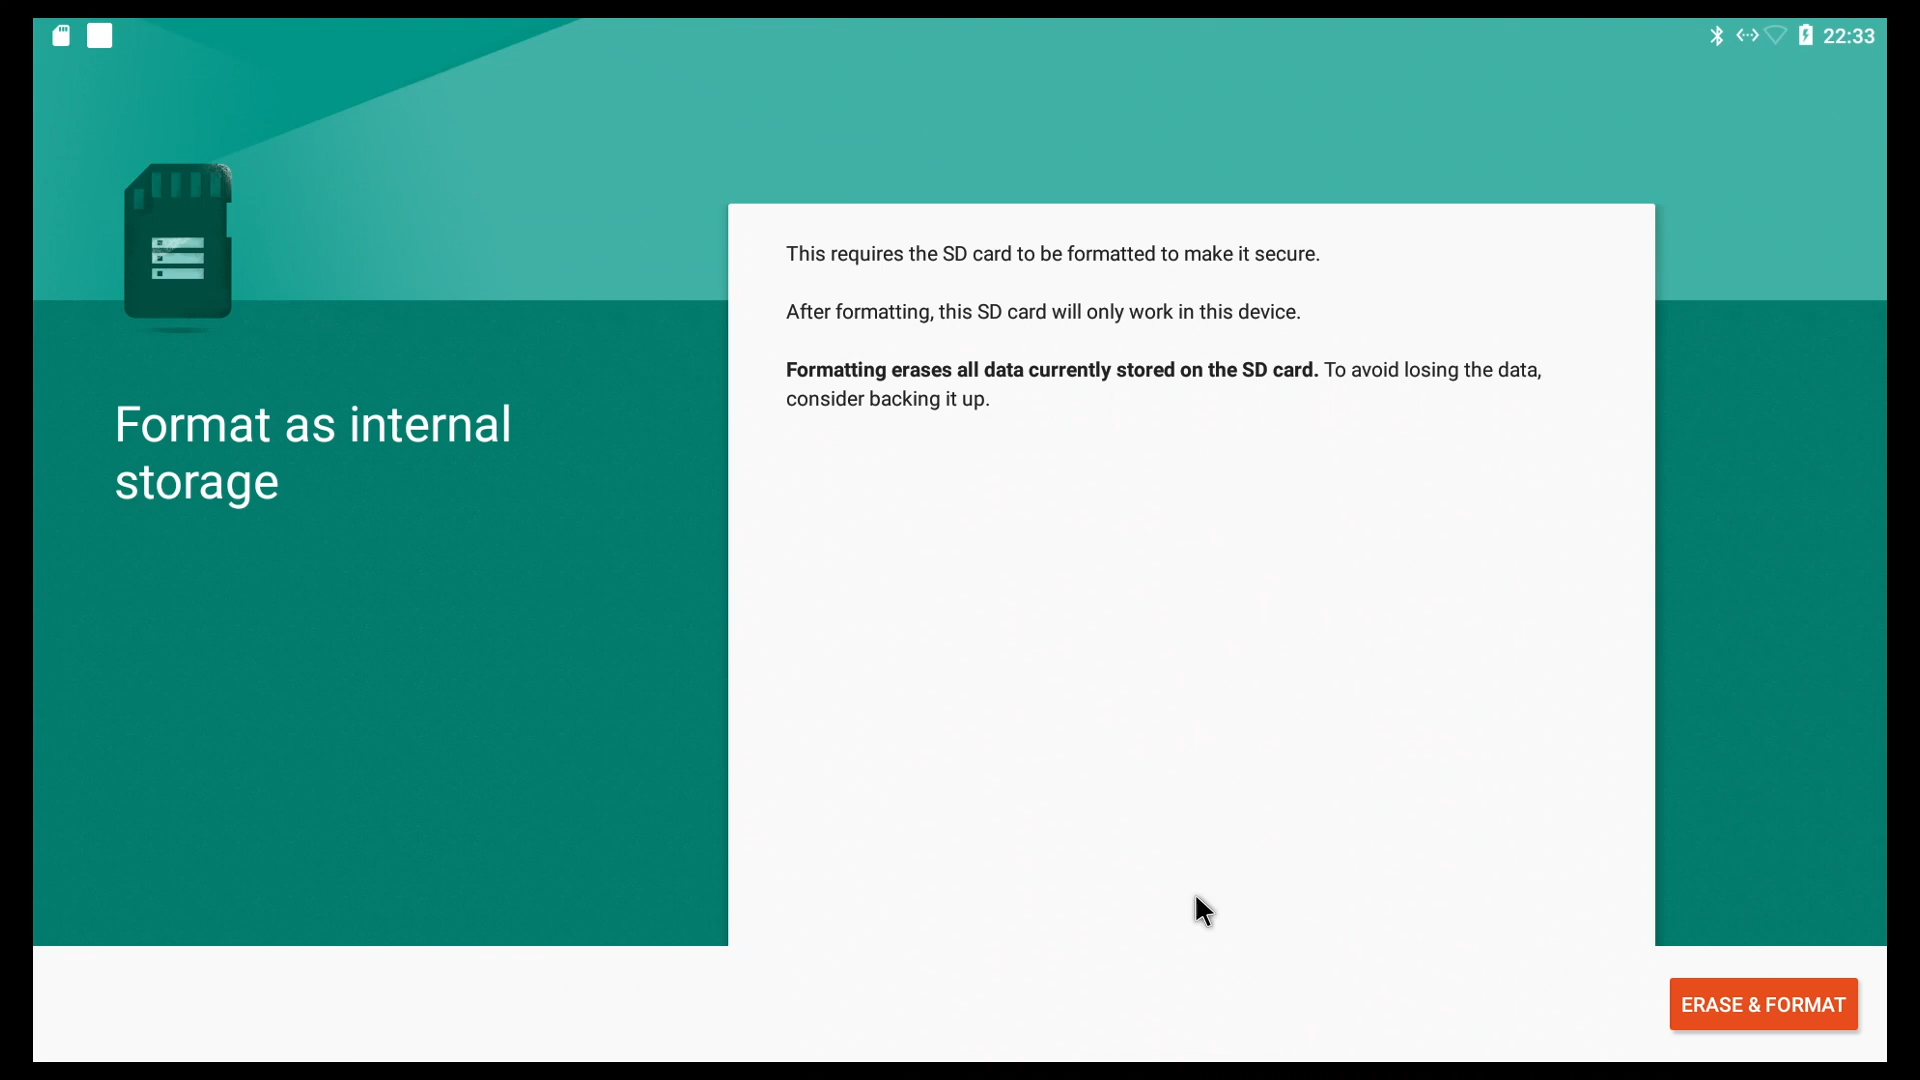 22:33
Format as internal
storage
This requires the SD card to be formatted to make it secure.
After formatting, this SD card will only work in this device.
Formatting erases all data currently stored on the SD card. To avoid losing the data,
consider backing it up.
ERASE & FORMAT